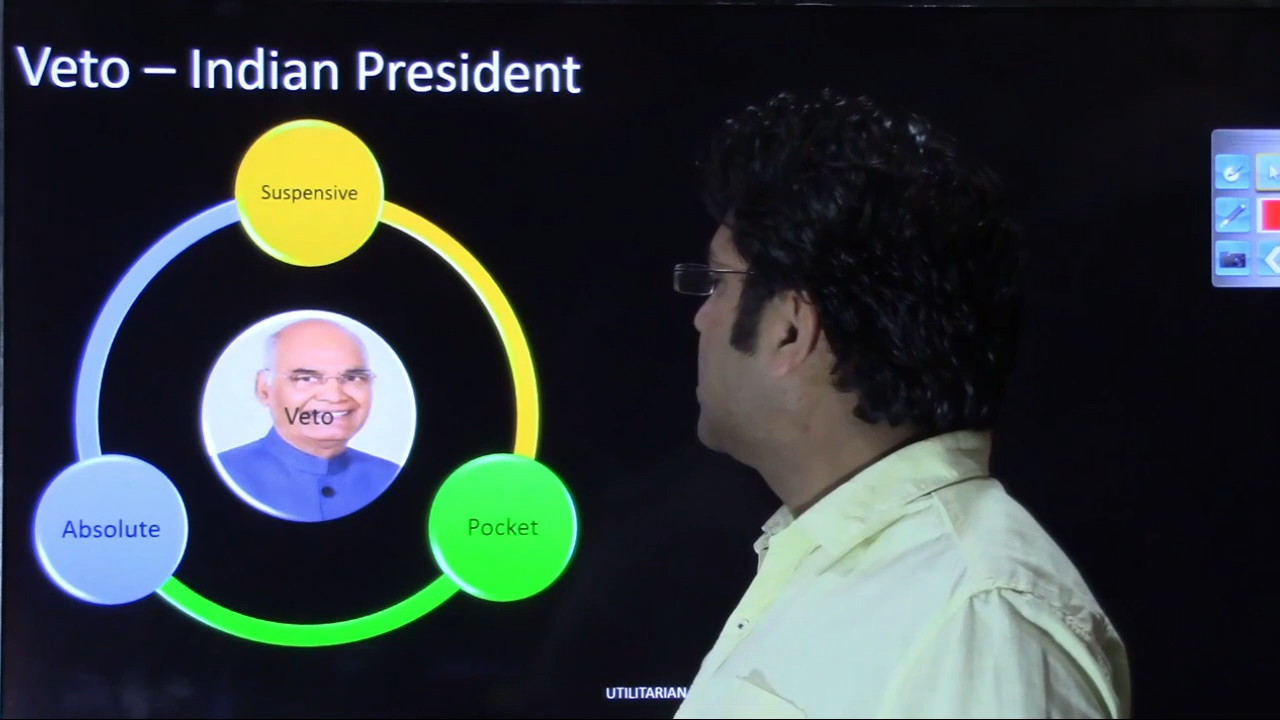 Veto – Indian President
Suspensive
Veto
Absolute
Pocket
UTILITARIAN